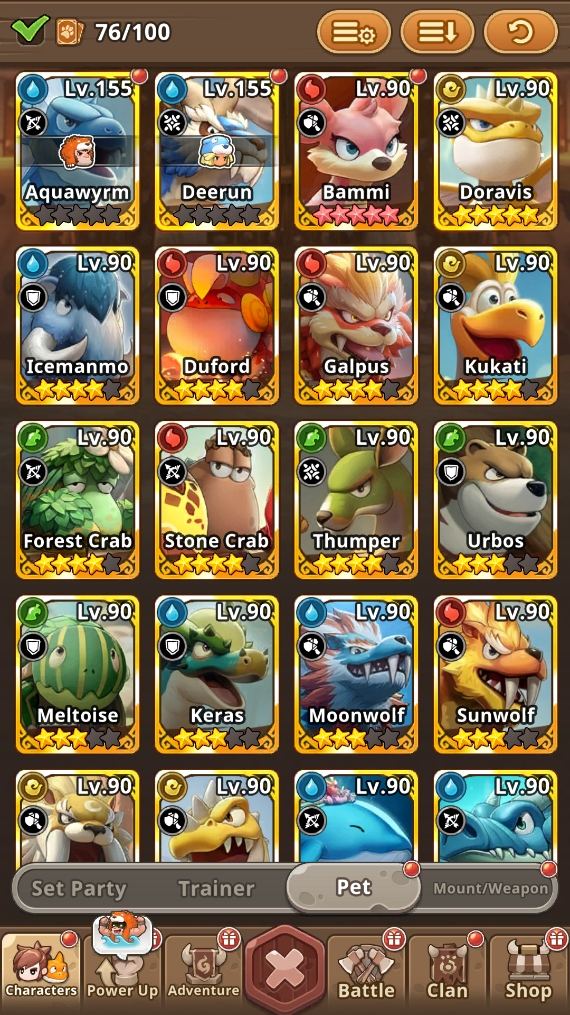 76/100
Lv.155 Lv.155 Lv.90 Lv.90
Aquawyrm Deerun Bammi Doravis
Lv.90 Lv.90 Lv.90 Lv.90
Icemanmo Duford Galpus Kukati
Lv.90 Lv.90 Lv.90 Lv.90
Forest Crab Stone Crab Thumper Urbos
Lv.90 Lv.90 Lv.90 Lv.90
Meltoise Keras Moonwolf Sunwolf
Lv.90 Lv.90 Lv.90 Lv.90
Set Party Trainer Pet Mount/Weapon
Characters Power Up Adventure Battle Clan Shop